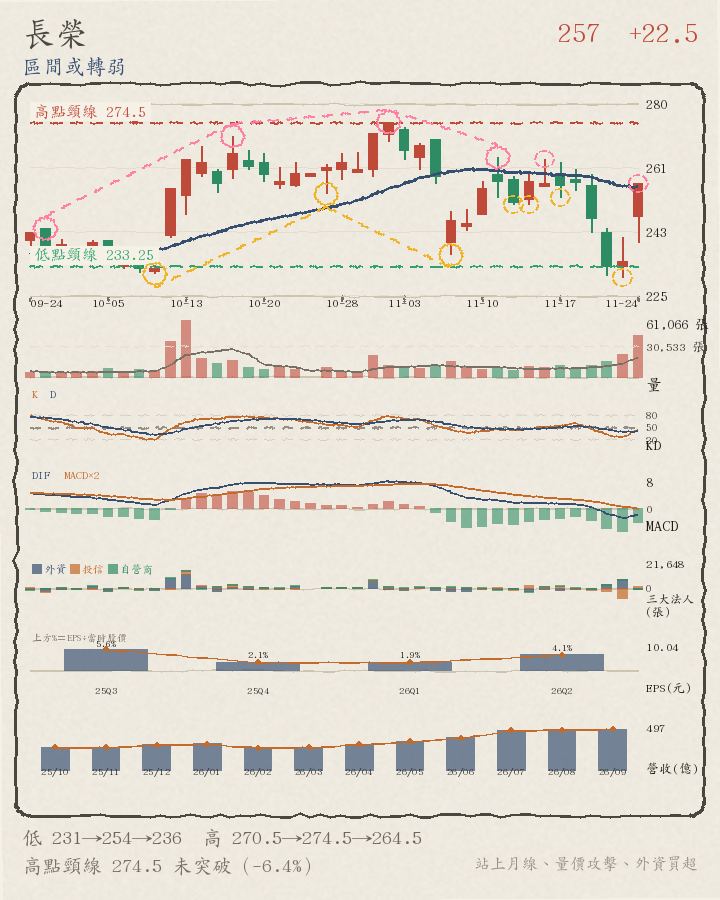 長榮
257 +22.5
區間或轉弱
高點頸線 274.5
280
261
243
225
低點頸線 233.25
09-24 10-05 10-13 10-20 10-28 11-03 11-10 11-17 11-24
61,066 張
30,533 張
量
K D
80
50
20
KD
DIF MACD×2
8
0
MACD
外資 投信 自營商
21,648
0
三大法人
(張)
上方%=EPS÷當時股價
5.6% 2.1% 1.9% 4.1%
10.04
25Q3 25Q4 26Q1 26Q2
EPS(元)
497
25/10 25/11 25/12 26/01 26/02 26/03 26/04 26/05 26/06 26/07 26/08 26/09
營收(億)
低 231→254→236 高 270.5→274.5→264.5
高點頸線 274.5 未突破 (-6.4%)
站上月線、量價攻擊、外資買超